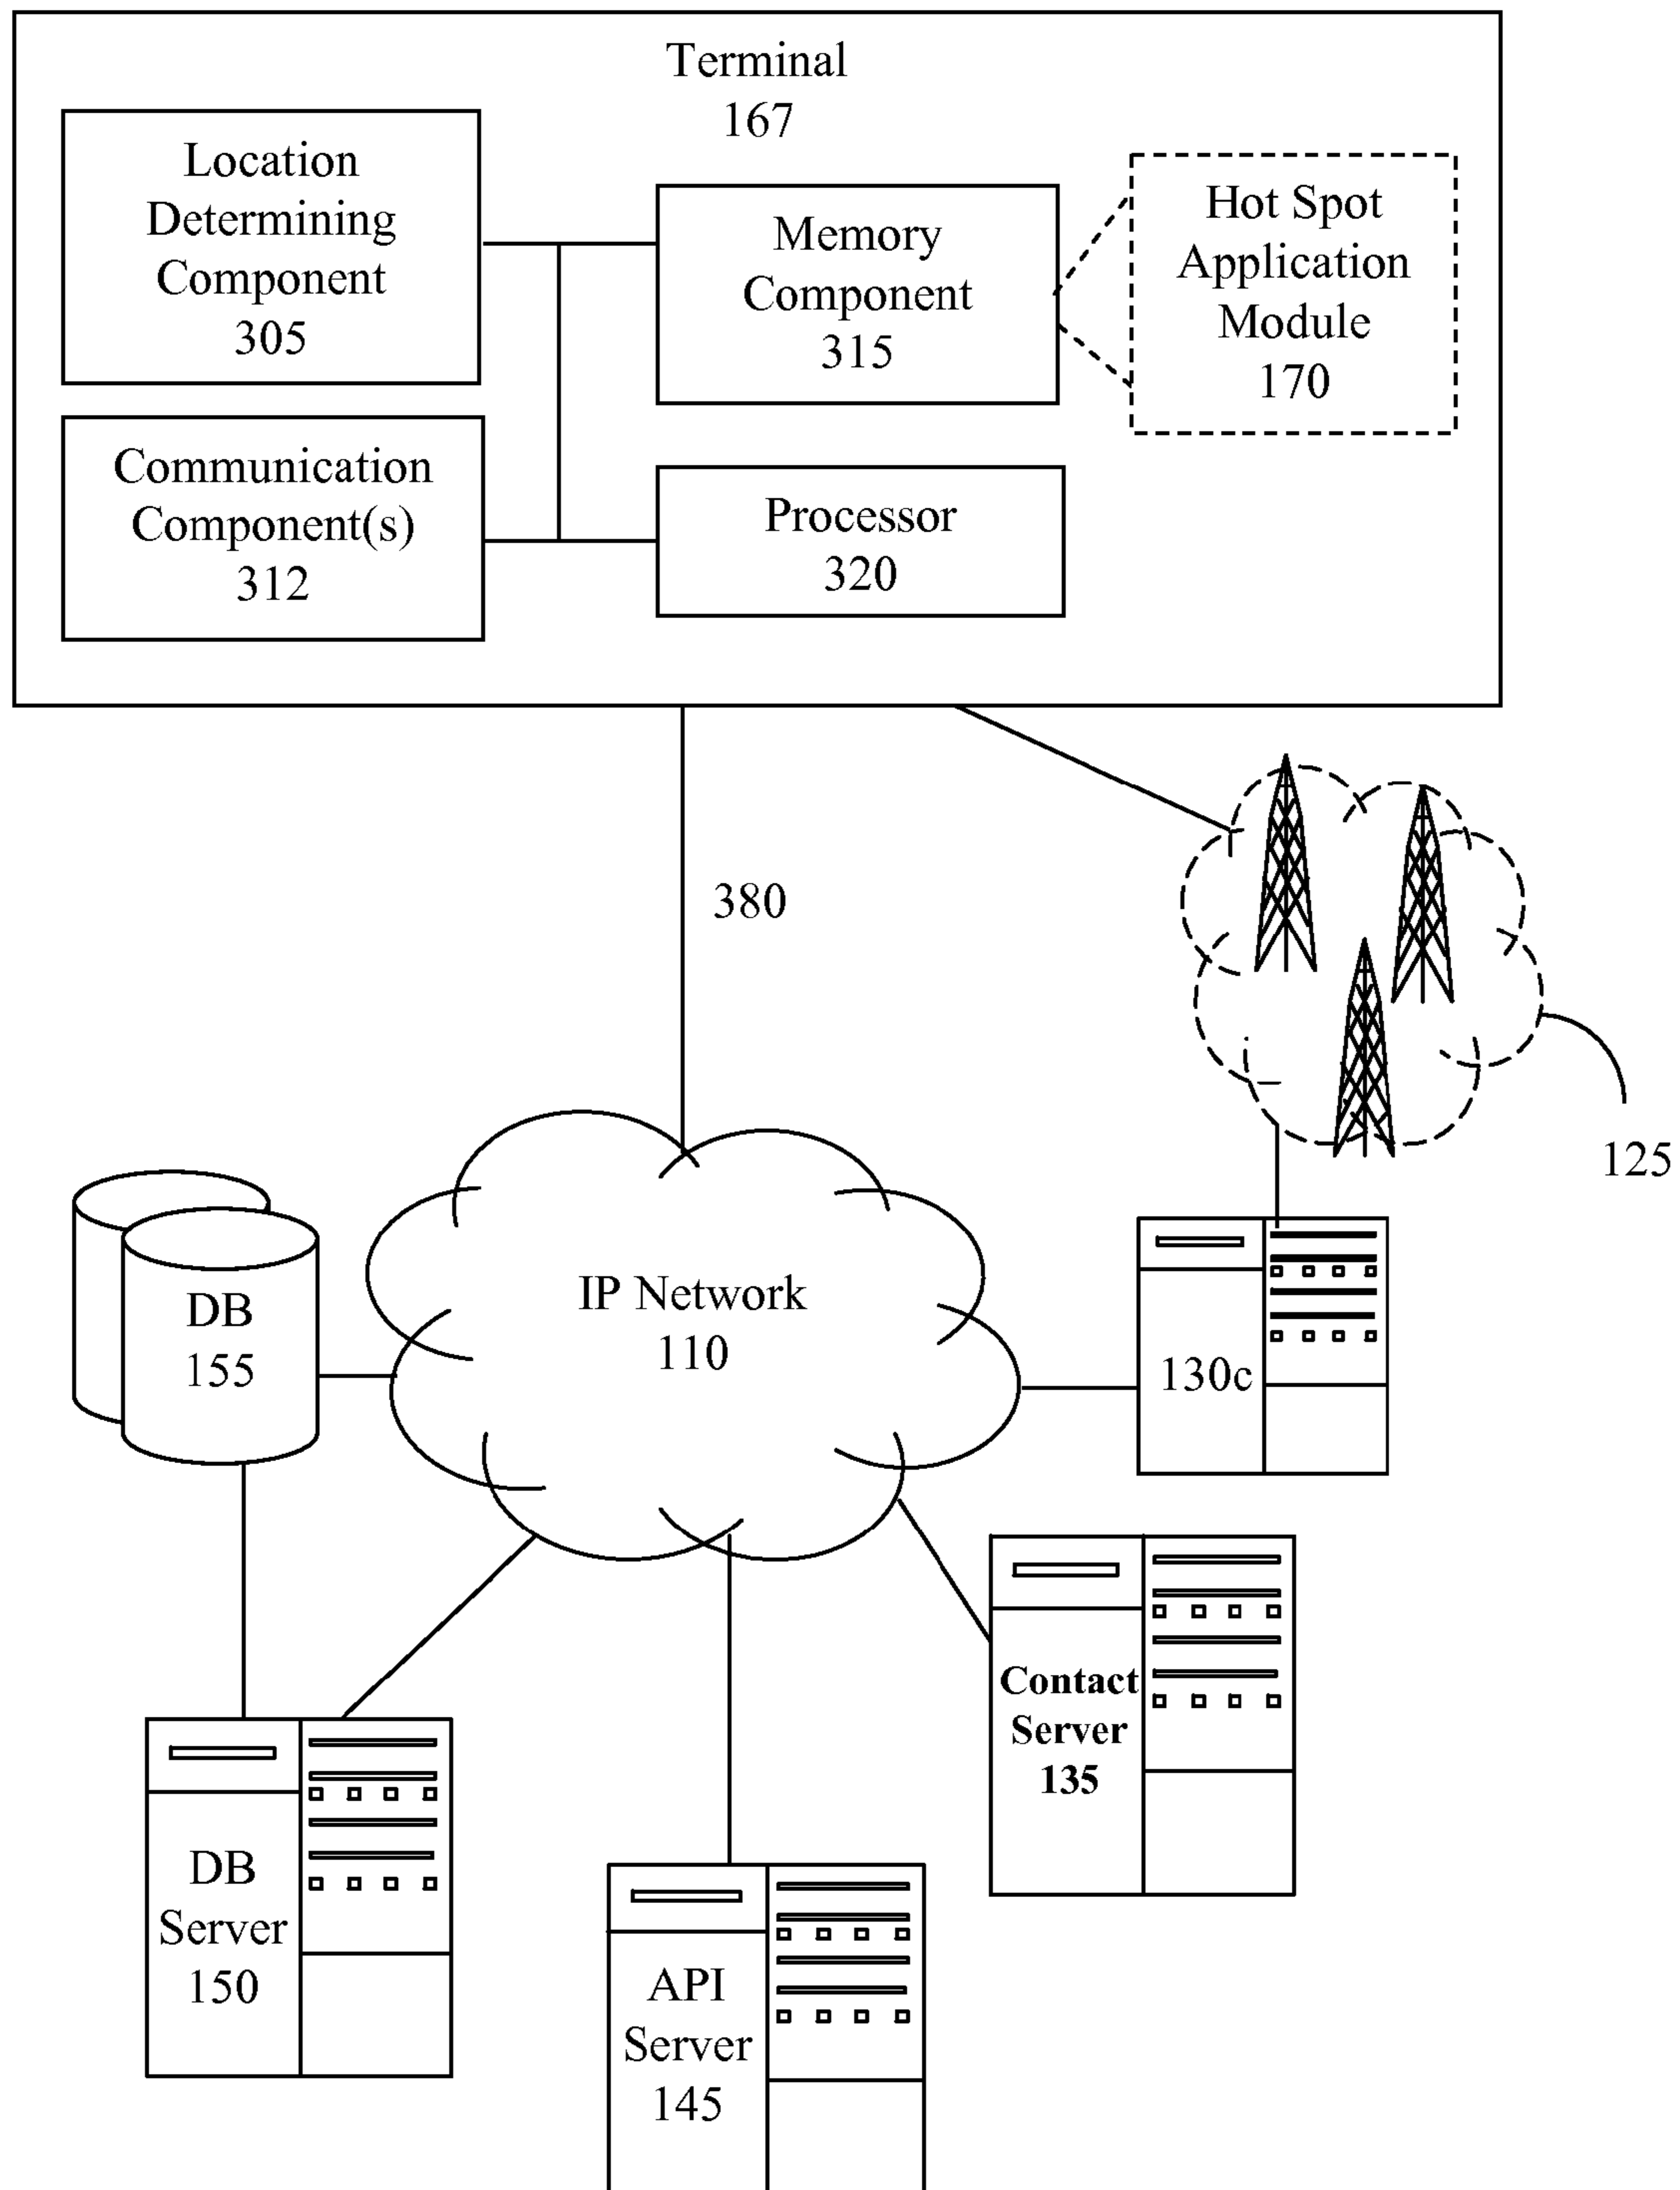 Terminal
167
Location
Determining
Component
305
Memory
Component
315
Hot Spot
Application
Module
170
Communication
Component(s)
312
Processor
320
380
125
IP Network
110
DB
155
130c
Contact
Server
135
DB
Server
150
API
Server
145